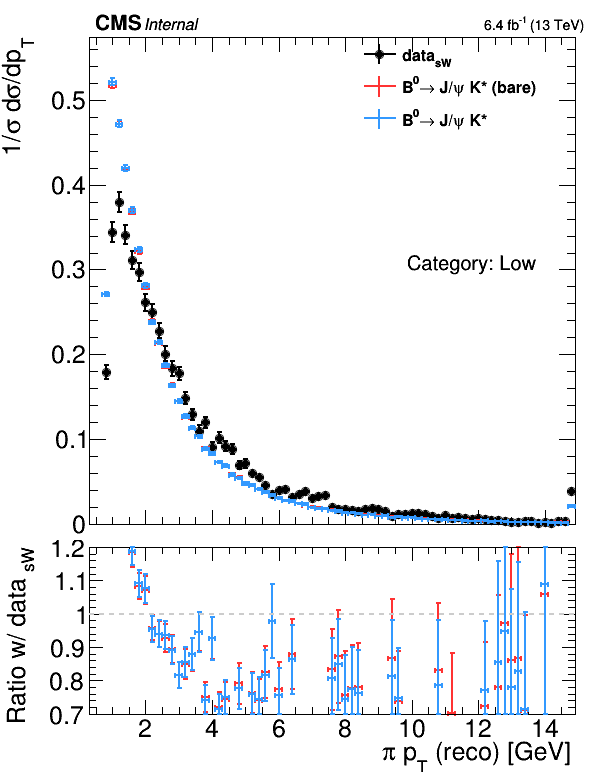 CMS Internal 6.4 fb⁻¹ (13 TeV)
1/σ dσ/dp_T
data_sW
B⁰→ J/ψ K* (bare)
B⁰→ J/ψ K*
Category: Low
0.5
0.4
0.3
0.2
0.1
0
Ratio w/ data _sW
1.2
1.1
1
0.9
0.8
0.7
2 4 6 8 10 12 14
π p_T (reco) [GeV]